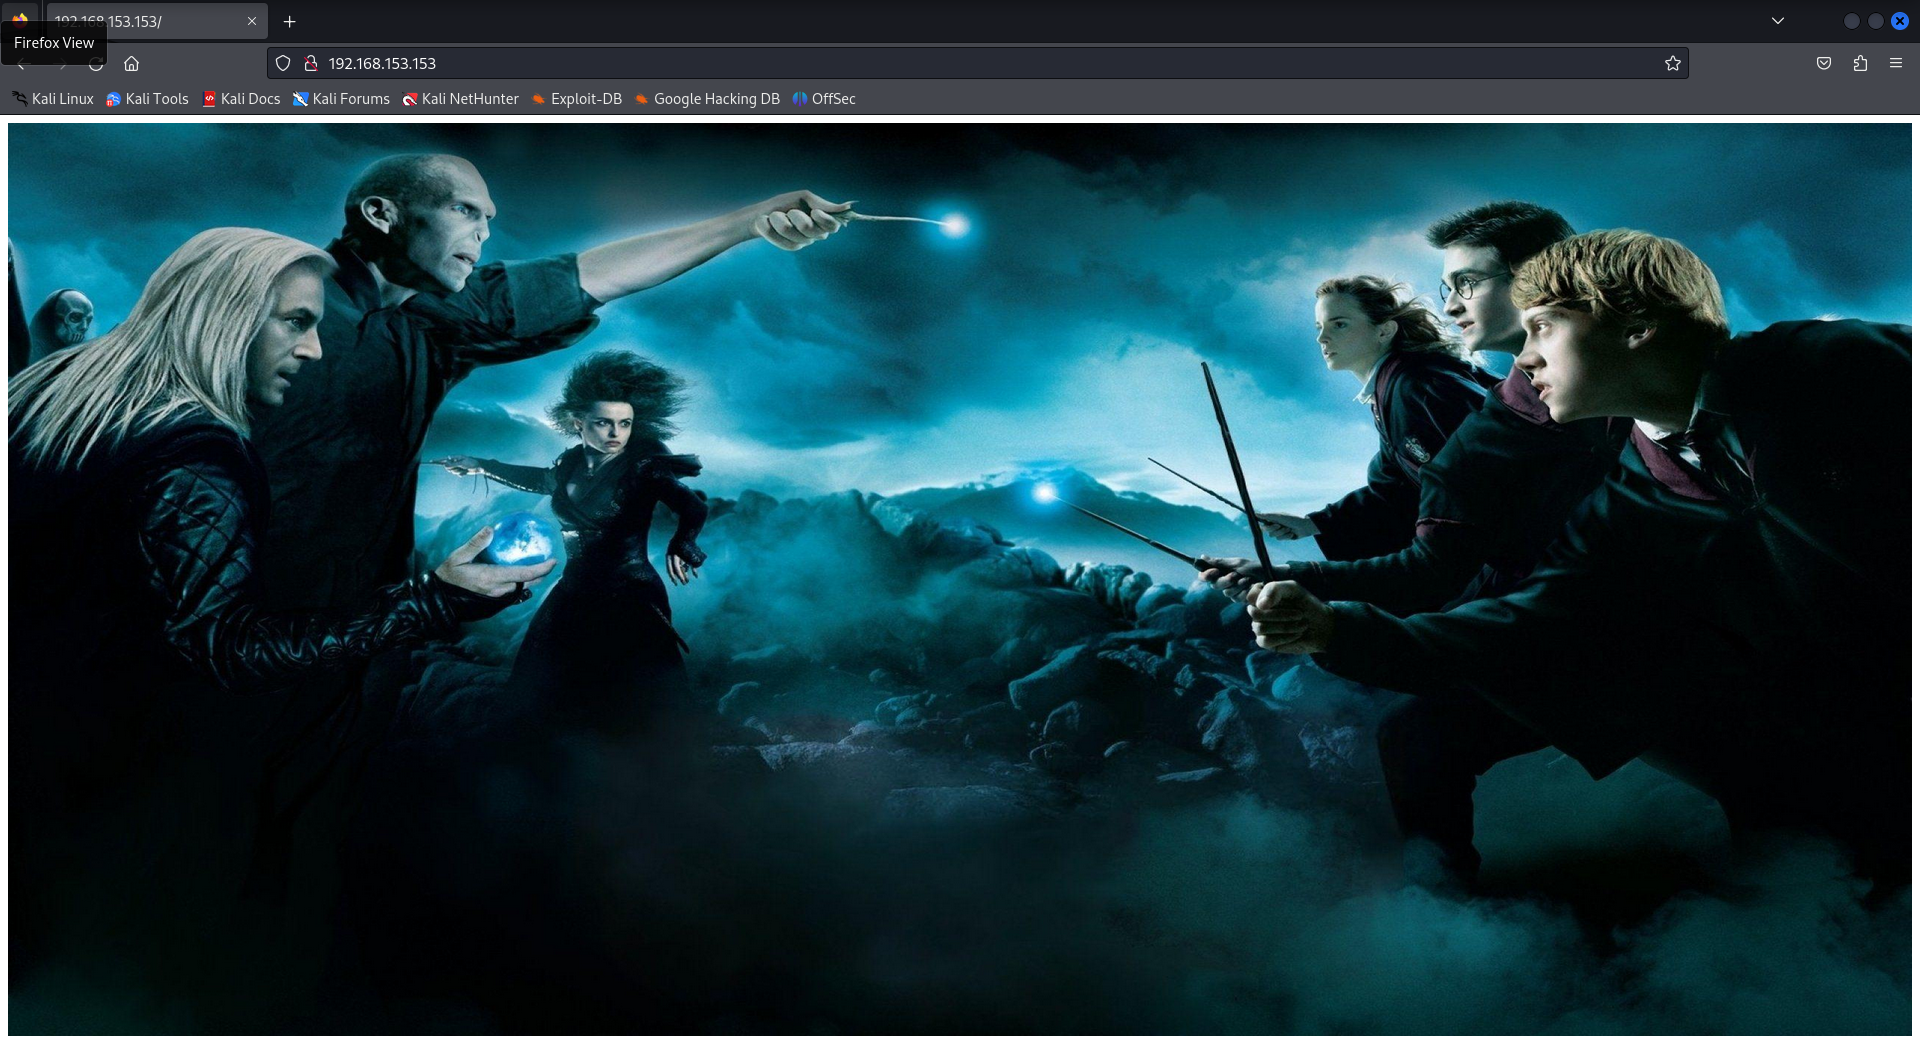 192.168.153.153/
Firefox View
192.168.153.153
Kali Linux Kali Tools Kali Docs Kali Forums Kali NetHunter Exploit-DB Google Hacking DB OffSec